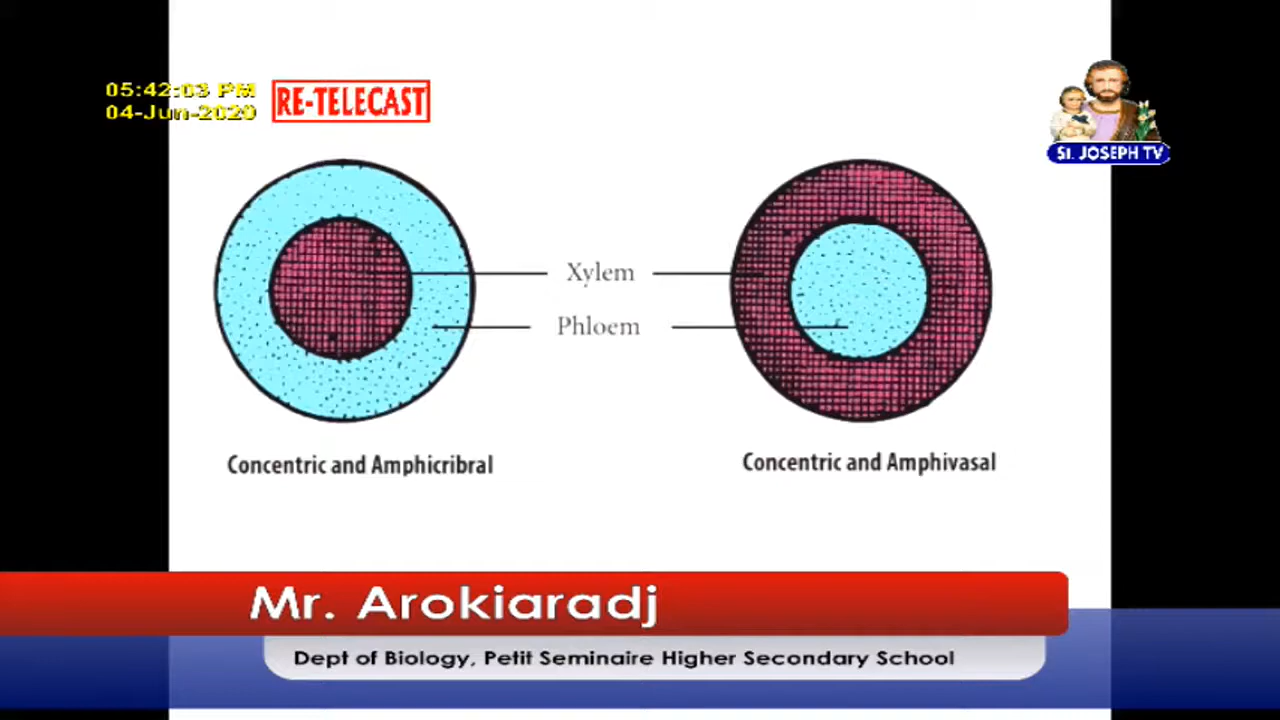 05:42:03 PM
04-Jun-2020
RE-TELECAST
St. JOSEPH TV
Xylem
Phloem
Concentric and Amphicribral
Concentric and Amphivasal
Mr. Arokiaradj
Dept of Biology, Petit Seminaire Higher Secondary School